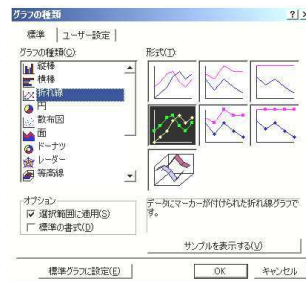 グラフの種類
標準
ユーザー設定
グラフの種類(C):
縦棒
横棒
折れ線
円
散布図
面
ドーナツ
レーダー
等高線
形式(T):
オプション
選択範囲に適用(S)
標準の書式(D)
データにマーカーが付けられた折れ線グラフで
す。
サンプルを表示する(V)
標準グラフに設定(E)
OK
キャンセル